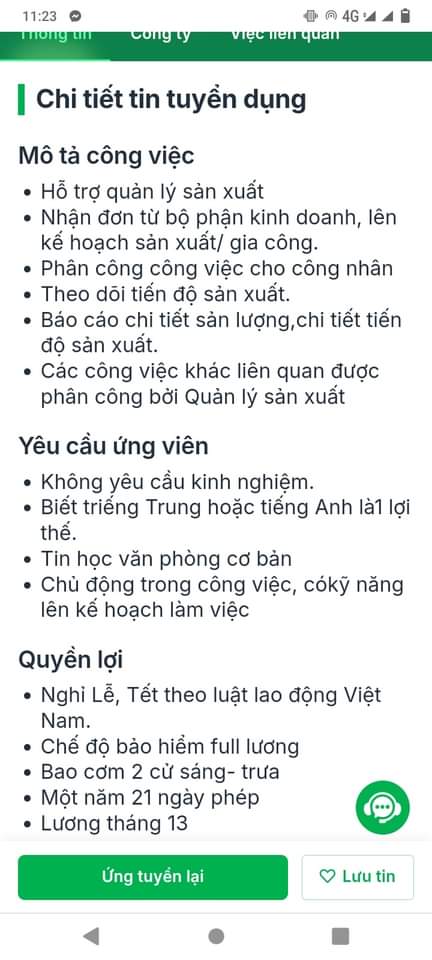 11:23
4G
Thông tin Công ty Việc liên quan
Chi tiết tin tuyển dụng
Mô tả công việc
• Hỗ trợ quản lý sản xuất
• Nhận đơn từ bộ phận kinh doanh, lên
kế hoạch sản xuất/ gia công.
• Phân công công việc cho công nhân
• Theo dõi tiến độ sản xuất.
• Báo cáo chi tiết sản lượng,chi tiết tiến
độ sản xuất.
• Các công việc khác liên quan được
phân công bởi Quản lý sản xuất
Yêu cầu ứng viên
• Không yêu cầu kinh nghiệm.
• Biết triếng Trung hoặc tiếng Anh là1 lợi
thế.
• Tin học văn phòng cơ bản
• Chủ động trong công việc, cókỹ năng
lên kế hoạch làm việc
Quyền lợi
• Nghỉ Lễ, Tết theo luật lao động Việt
Nam.
• Chế độ bảo hiểm full lương
• Bao cơm 2 cử sáng- trưa
• Một năm 21 ngày phép
• Lương tháng 13
Ứng tuyển lại
Lưu tin